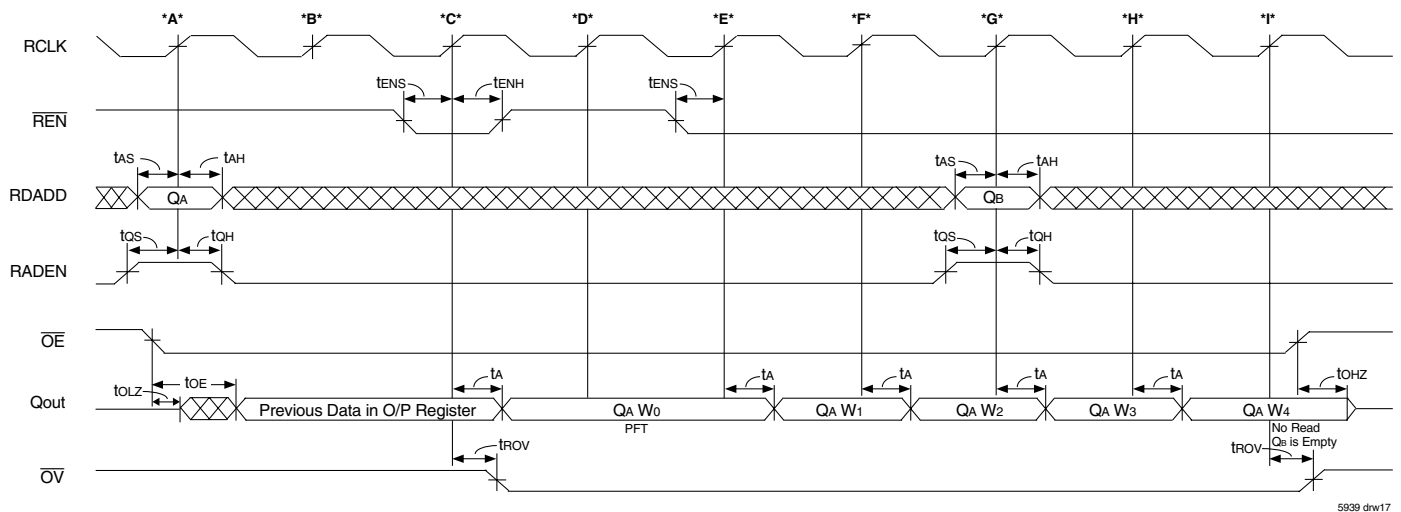 *A* *B* *C* *D* *E* *F* *G* *H* *I*
RCLK
tENS tENH tENS
REN
tAS tAH tAS tAH
RDADD QA QB
tQS tQH tQS tQH
RADEN
OE
tOLZ tOE tA tA tA tA tA tOHZ
Qout Previous Data in O/P Register QA W0 QA W1 QA W2 QA W3 QA W4
PFT No Read
QB is Empty
tROV tROV
OV
5939 drw17